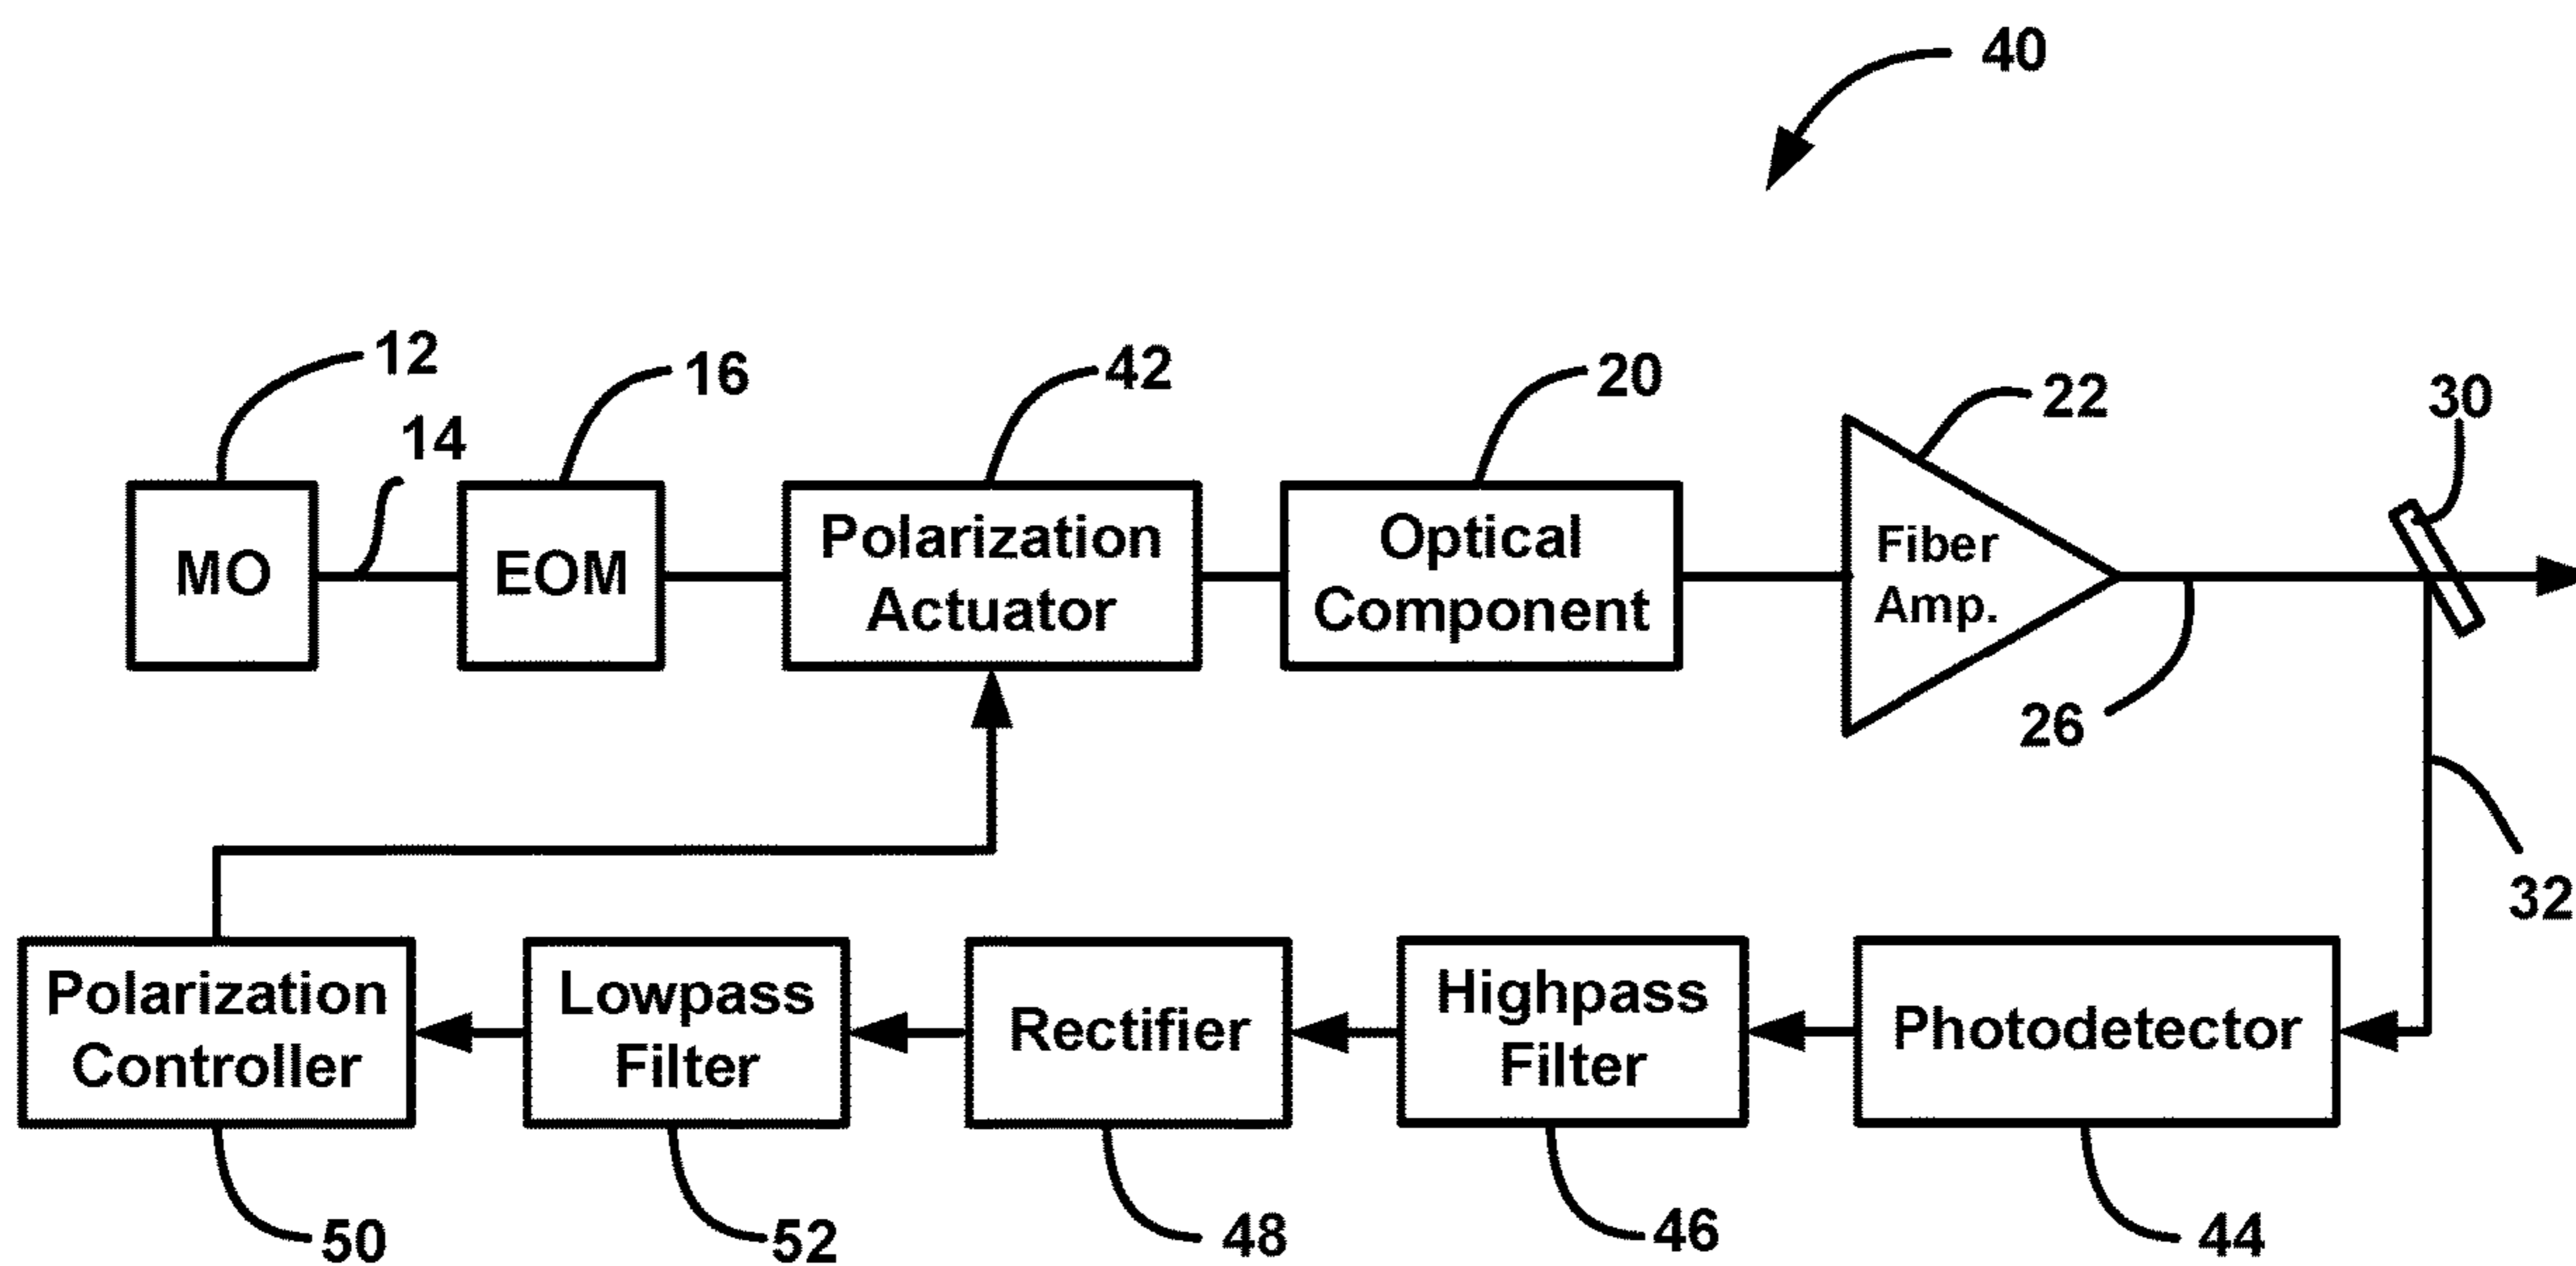 40
12
14
16
42
20
22
30
MO
EOM
Polarization
Actuator
Optical
Component
Fiber
Amp.
26
32
Polarization
Controller
Lowpass
Filter
Rectifier
Highpass
Filter
Photodetector
50
52
48
46
44